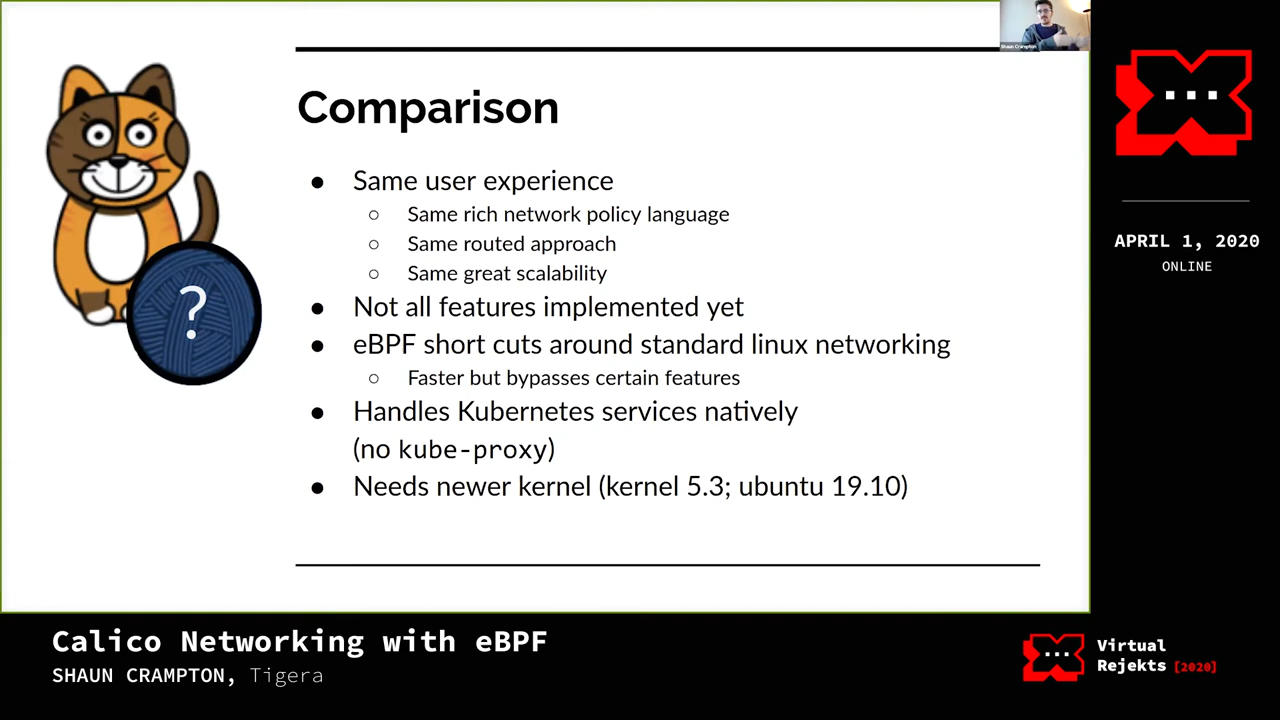 Shaun Crampton
Comparison
● Same user experience
○ Same rich network policy language
○ Same routed approach
○ Same great scalability
● Not all features implemented yet
● eBPF short cuts around standard linux networking
○ Faster but bypasses certain features
● Handles Kubernetes services natively
(no kube-proxy)
● Needs newer kernel (kernel 5.3; ubuntu 19.10)
?
APRIL 1, 2020
ONLINE
Calico Networking with eBPF
SHAUN CRAMPTON, Tigera
Virtual
Rejekts [2020]